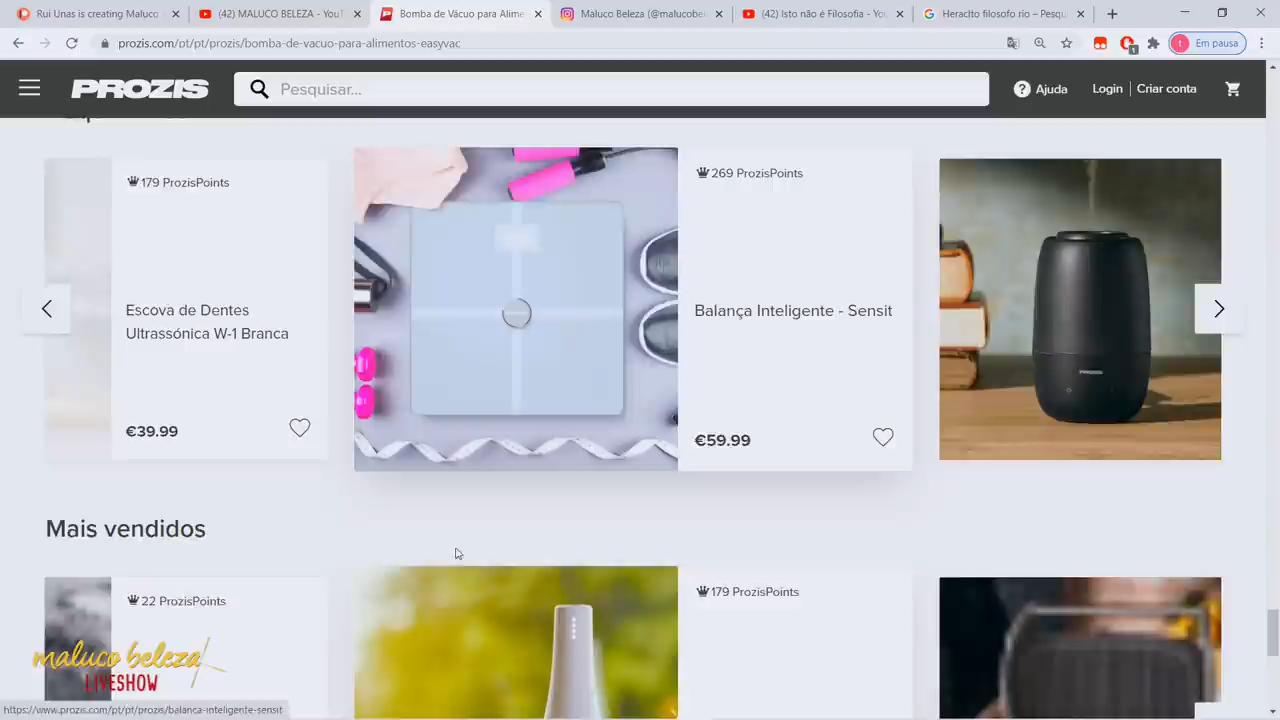 Rui Unas is creating Maluco
(42) MALUCO BELEZA - YouT
Bomba de Vácuo para Alime
Maluco Beleza (@malucobe
(42) Isto não é Filosofia - You
Heraclto filosofo rio – Pesqu
prozis.com/pt/pt/prozis/bomba-de-vacuo-para-alimentos-essyvac
Em pausa
PROZIS
Pesquisar...
Ajuda
Login
Criar conta
179 ProzisPoints
269 ProzisPoints
Escova de Dentes
Ultrassónica W-1 Branca
Balança Inteligente - Sensit
PROZIS
€39.99
€59.99
Mais vendidos
22 ProzisPoints
179 ProzisPoints
maluco beleza
LIVESHOW
https://www.prozis.com/pt/pt/prozis/balanca-inteligente-sensit